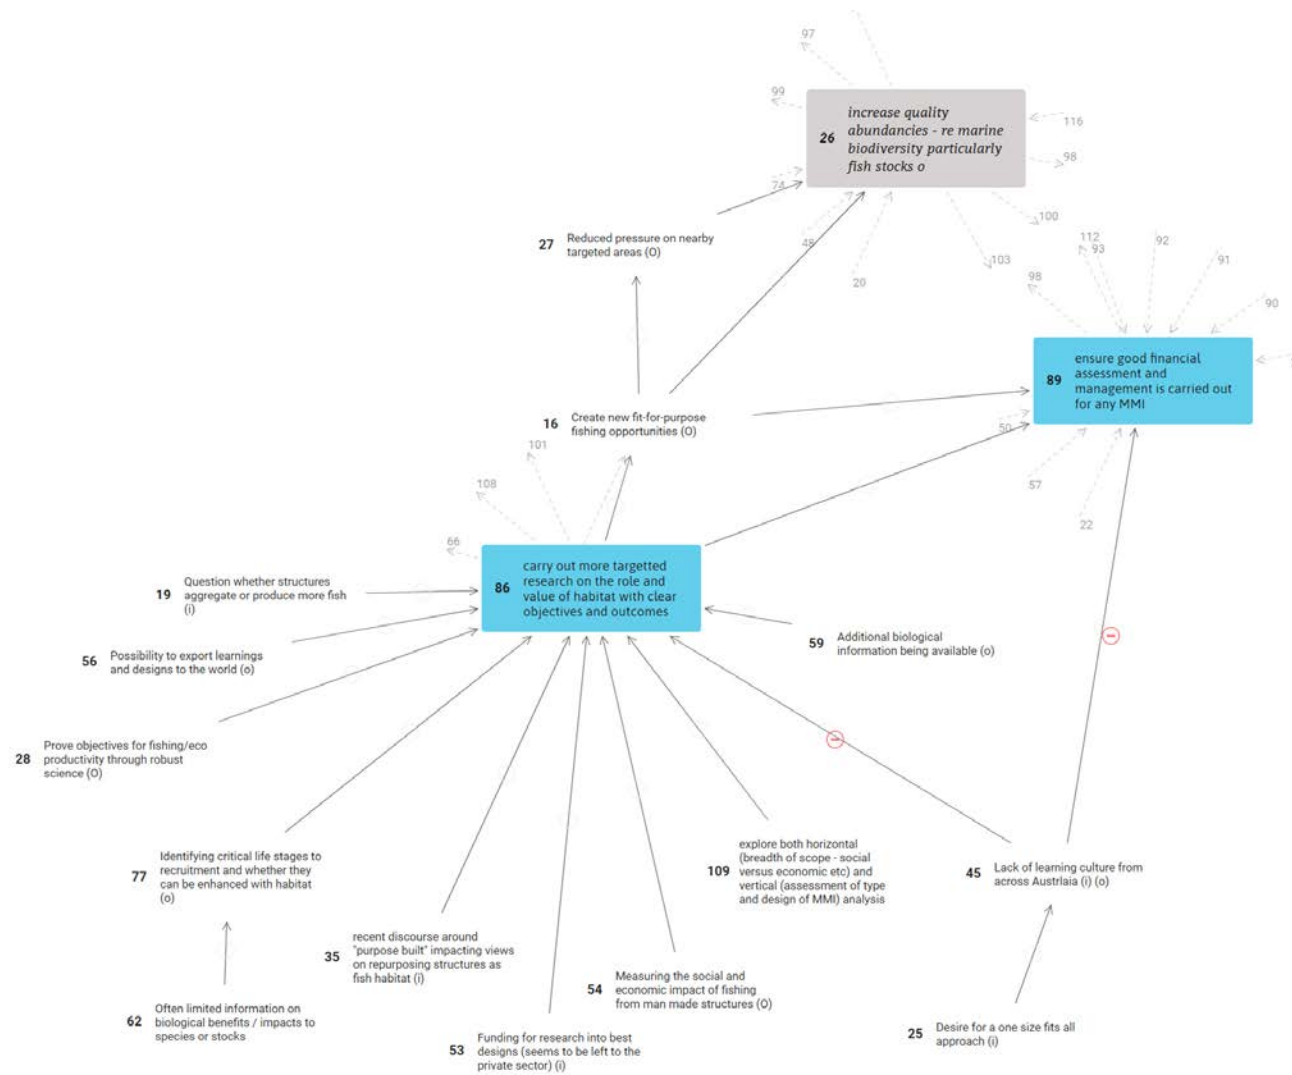 97
99
116
26
increase quality
abundancies - re marine
biodiversity particularly
fish stocks o
98
74
100
27
Reduced pressure on nearby
targeted areas (O)
48
20
103
112
93
92
91
98
90
89
ensure good financial
assessment and
management is carried out
for any MMI
16
Create new fit-for-purpose
fishing opportunities (O)
50
101
108
57
22
66
86
carry out more targetted
research on the role and
value of habitat with clear
objectives and outcomes
19
Question whether structures
aggregate or produce more fish
(i)
59
Additional biological
information being available (o)
56
Possibility to export learnings
and designs to the world (o)
28
Prove objectives for fishing/eco
productivity through robust
science (O)
77
Identifying critical life stages to
recruitment and whether they
can be enhanced with habitat
(o)
109
explore both horizontal
(breadth of scope - social
versus economic etc) and
vertical (assessment of type
and design of MMI) analysis
45
Lack of learning culture from
across Austrlaia (i) (o)
35
recent discourse around
"purpose built" impacting views
on repurposing structures as
fish habitat (i)
54
Measuring the social and
economic impact of fishing
from man made structures (O)
62
Often limited information on
biological benefits / impacts to
species or stocks
53
Funding for research into best
designs (seems to be left to the
private sector) (i)
25
Desire for a one size fits all
approach (i)